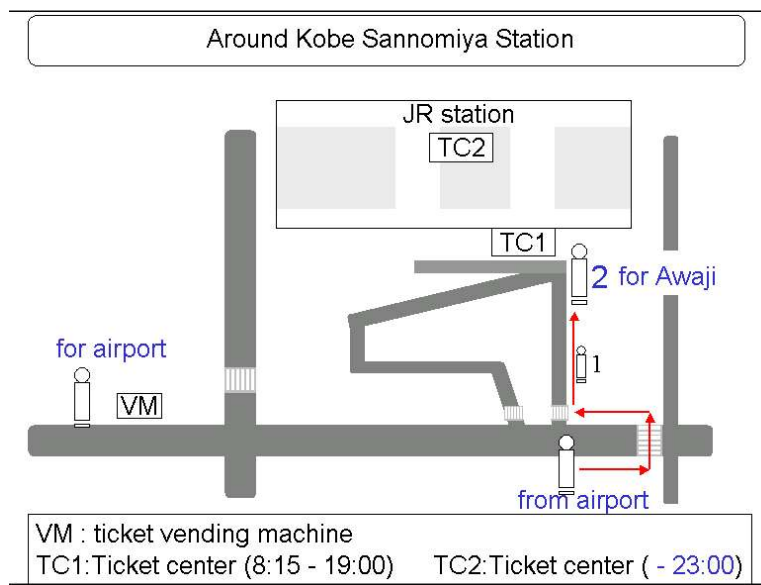 Around Kobe Sannomiya Station
JR station
TC2
TC1
2 for Awaji
for airport
1
VM
from airport
VM : ticket vending machine
TC1:Ticket center (8:15 - 19:00) TC2:Ticket center ( - 23:00)